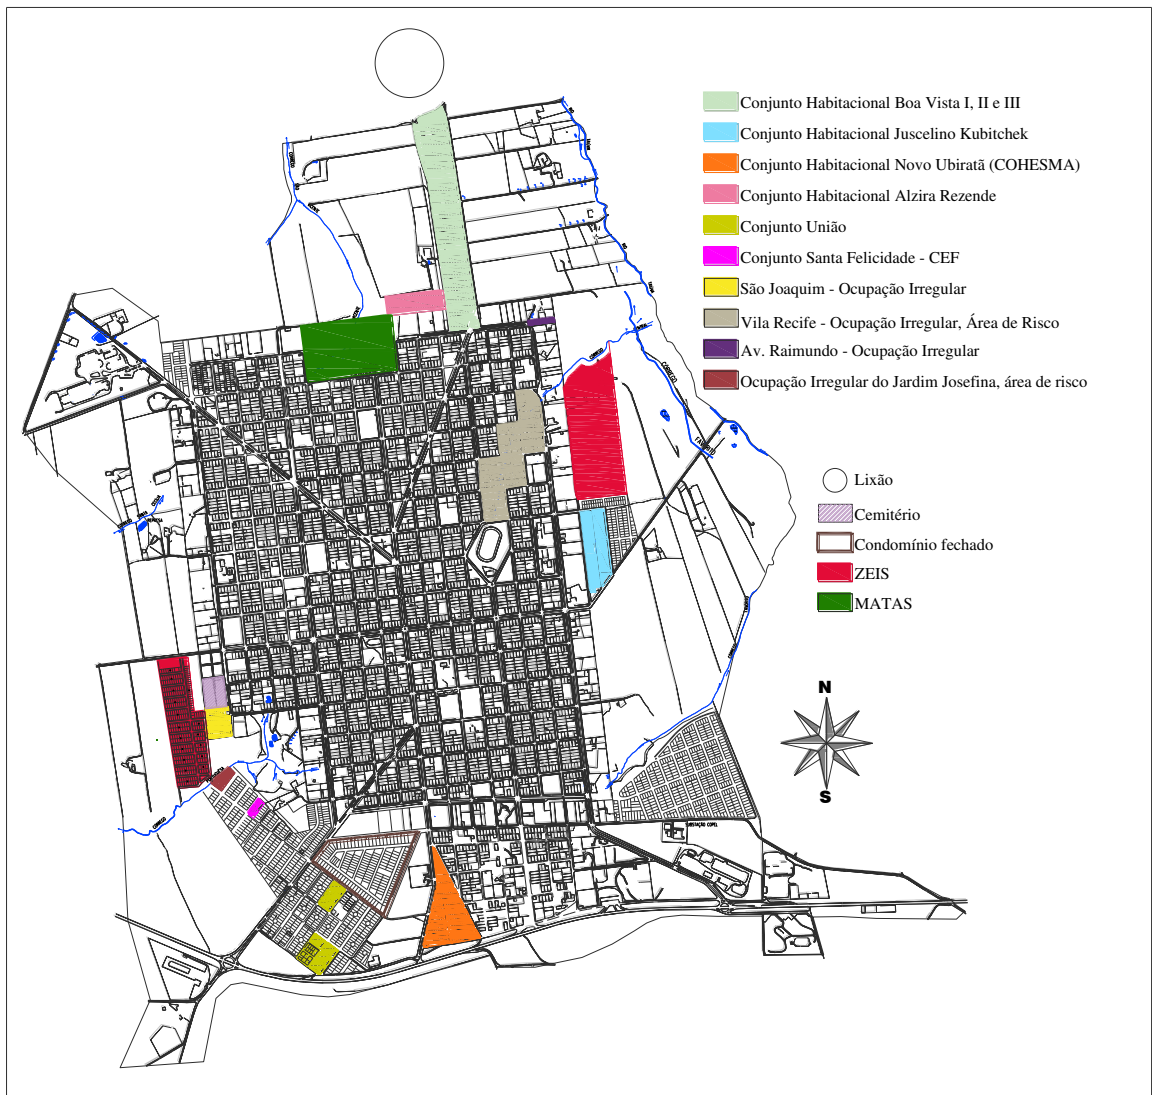 Conjunto Habitacional Boa Vista I, II e III
Conjunto Habitacional Juscelino Kubitchek
Conjunto Habitacional Novo Ubiratã (COHESMA)
Conjunto Habitacional Alzira Rezende
Conjunto União
Conjunto Santa Felicidade - CEF
São Joaquim - Ocupação Irregular
Vila Recife - Ocupação Irregular, Área de Risco
Av. Raimundo - Ocupação Irregular
Ocupação Irregular do Jardim Josefina, área de risco
Lixão
Cemitério
Condomínio fechado
ZEIS
MATAS
N
S
CORREGO
CORREGO